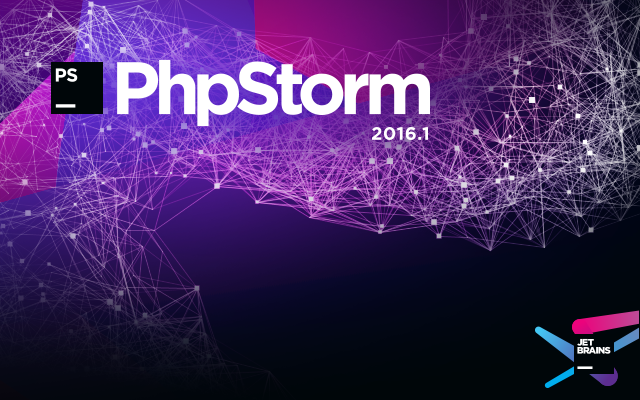 PS
PhpStorm
2016.1
JET
BRAINS